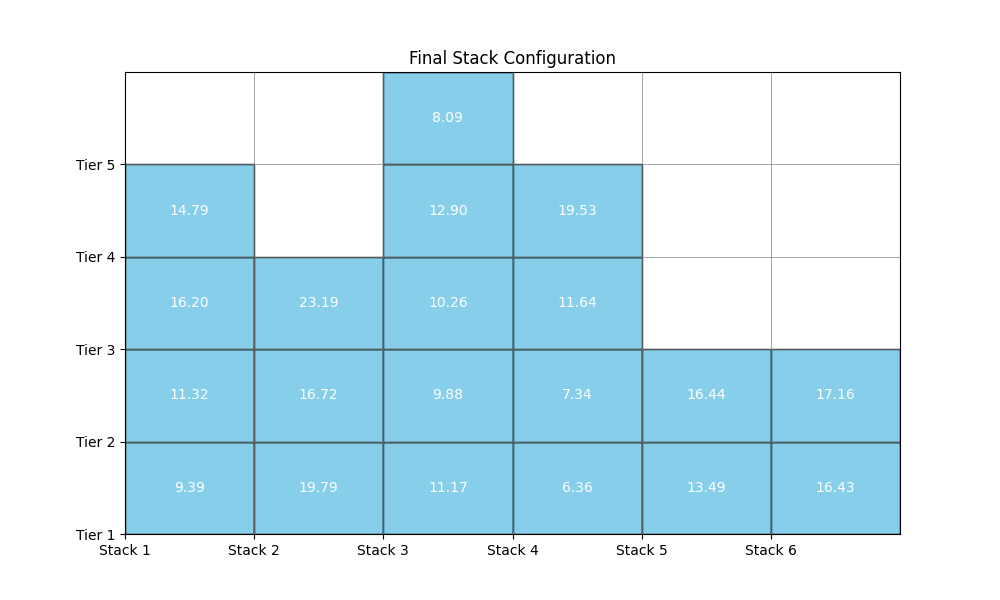 Final Stack Configuration
8.09
Tier 5
14.79 12.90 19.53
Tier 4
16.20 23.19 10.26 11.64
Tier 3
11.32 16.72 9.88 7.34 16.44 17.16
Tier 2
9.39 19.79 11.17 6.36 13.49 16.43
Tier 1
Stack 1 Stack 2 Stack 3 Stack 4 Stack 5 Stack 6